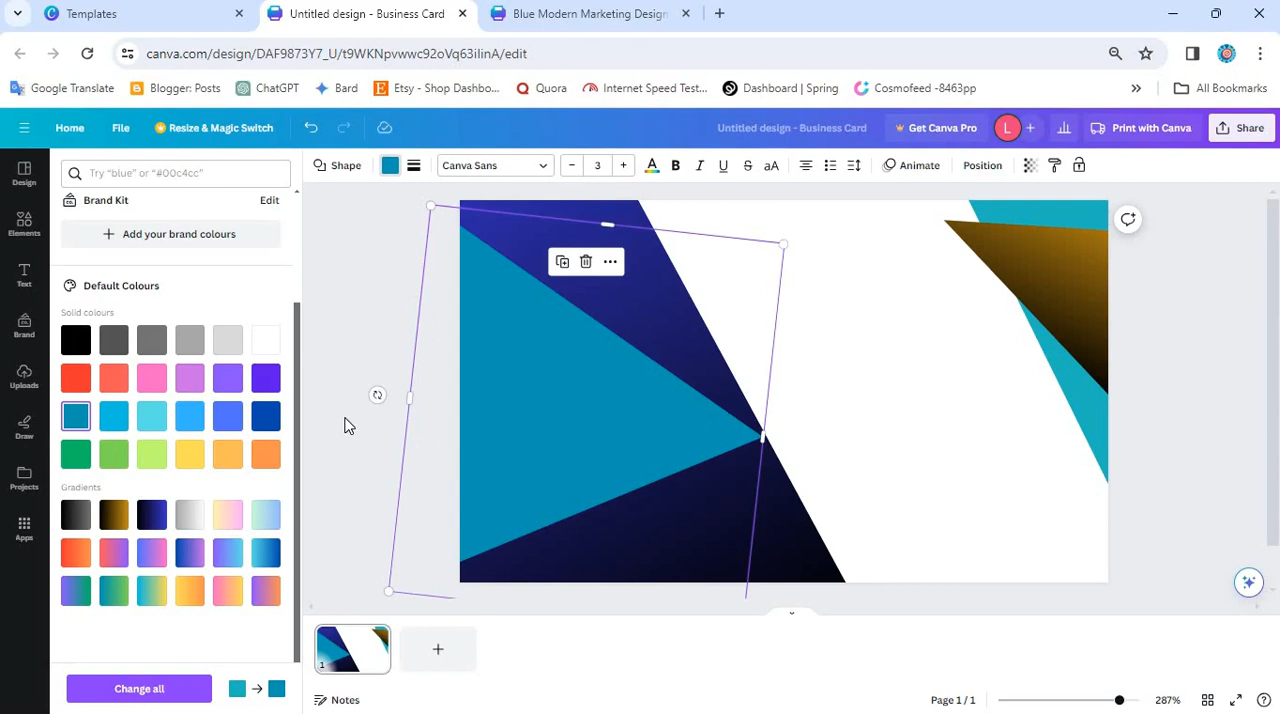 Templates
Untitled design - Business Card
Blue Modern Marketing Design
canva.com/design/DAF9873Y7_U/t9WKNpvwwc92oVq63iIinA/edit
Google Translate
Blogger: Posts
ChatGPT
Bard
Etsy - Shop Dashbo...
Quora
Internet Speed Test...
Dashboard | Spring
Cosmofeed -8463pp
All Bookmarks
Home
File
Resize & Magic Switch
Untitled design - Business Card
Get Canva Pro
L
Print with Canva
Share
Try "blue" or "#00c4cc"
Shape
Canva Sans
3
A
B
I
U
S
aA
Animate
Position
Design
Elements
Text
Brand
Uploads
Draw
Projects
Apps
Brand Kit
Edit
Add your brand colours
Default Colours
Solid colours
Gradients
Change all
1
Notes
Page 1 / 1
287%